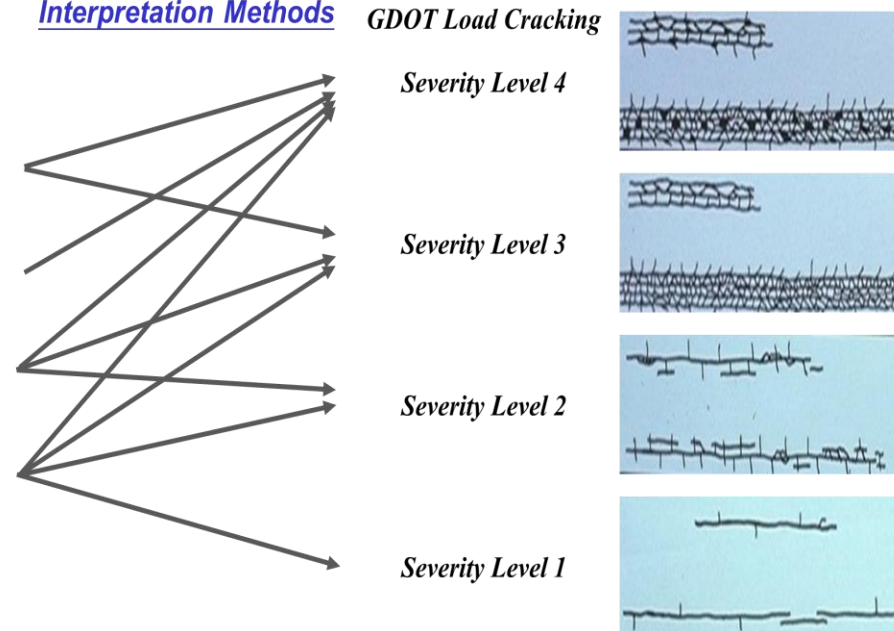 Interpretation Methods
GDOT Load Cracking
Severity Level 4
Severity Level 3
Severity Level 2
Severity Level 1